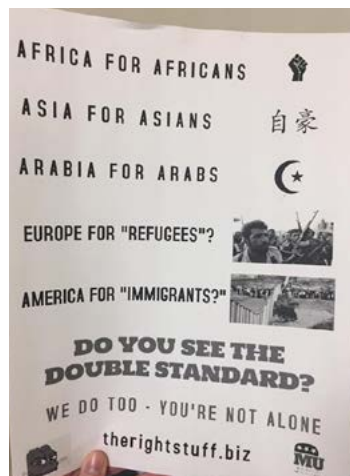 AFRICA FOR AFRICANS
ASIA FOR ASIANS 自豪
ARABIA FOR ARABS
EUROPE FOR "REFUGEES"?
AMERICA FOR "IMMIGRANTS?"
DO YOU SEE THE
DOUBLE STANDARD?
WE DO TOO - YOU'RE NOT ALONE
therightstuff.biz
MU